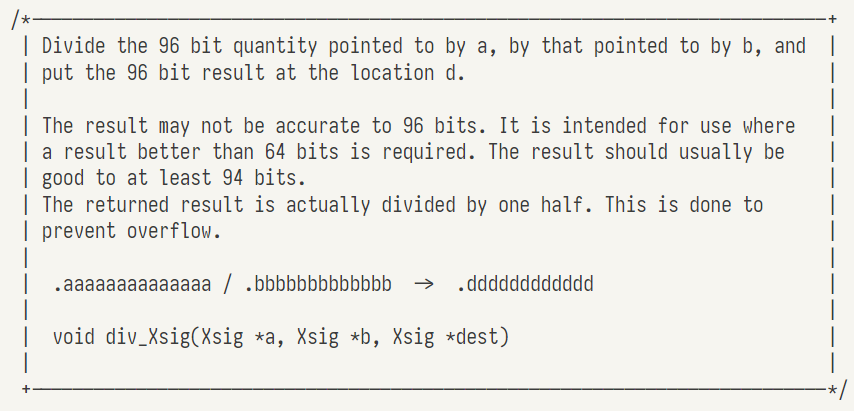 /*---------------------------------------------------------------------------+
 | Divide the 96 bit quantity pointed to by a, by that pointed to by b, and  |
 | put the 96 bit result at the location d.                                  |
 |                                                                           |
 | The result may not be accurate to 96 bits. It is intended for use where   |
 | a result better than 64 bits is required. The result should usually be    |
 | good to at least 94 bits.                                                 |
 | The returned result is actually divided by one half. This is done to      |
 | prevent overflow.                                                         |
 |                                                                           |
 |  .aaaaaaaaaaaaaa / .bbbbbbbbbbbbb  ->  .dddddddddddd                      |
 |                                                                           |
 |  void div_Xsig(Xsig *a, Xsig *b, Xsig *dest)                              |
 |                                                                           |
 +---------------------------------------------------------------------------*/